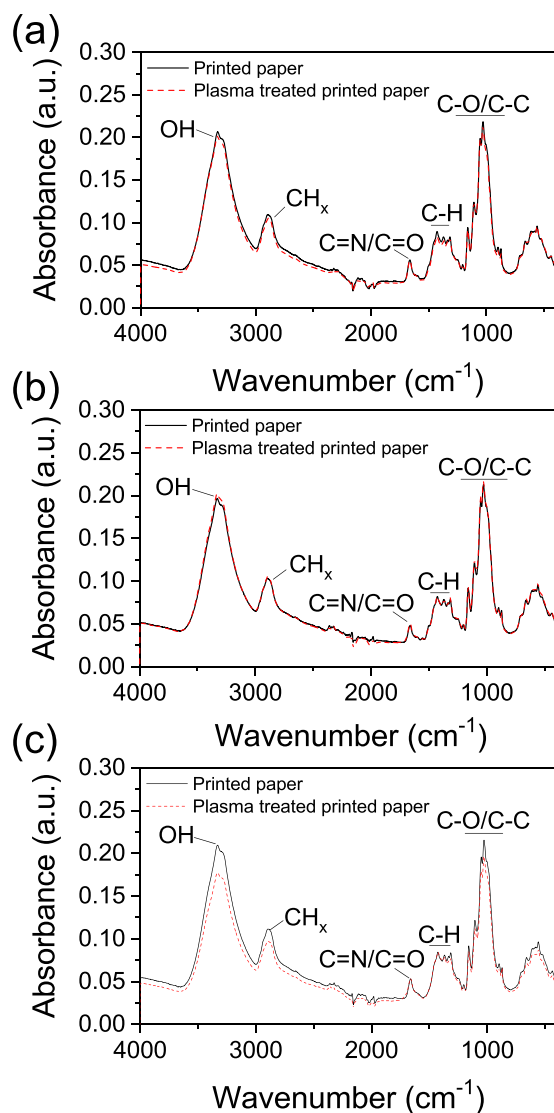 (a)
0.30
Printed paper
Plasma treated printed paper
C-O/C-C
0.25
OH
0.20
CHx
C-H
0.15
C=N/C=O
0.10
0.05
0.00
4000 3000 2000 1000
Absorbance (a.u.)
Wavenumber (cm-1)
(b)
0.30
Printed paper
Plasma treated printed paper
C-O/C-C
0.25
OH
0.20
CHx
C-H
0.15
C=N/C=O
0.10
0.05
0.00
4000 3000 2000 1000
Absorbance (a.u.)
Wavenumber (cm-1)
(c)
0.30
Printed paper
Plasma treated printed paper
C-O/C-C
0.25
OH
0.20
CHx
C-H
0.15
C=N/C=O
0.10
0.05
0.00
4000 3000 2000 1000
Absorbance (a.u.)
Wavenumber (cm-1)